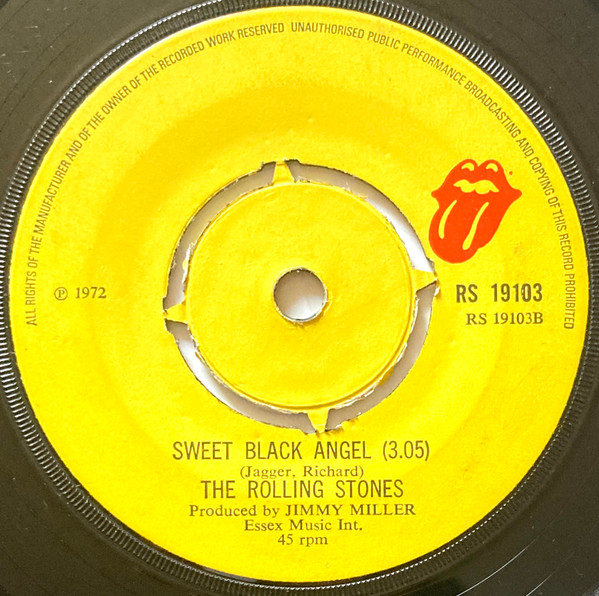 ALL RIGHTS OF THE MANUFACTURER AND OF THE OWNER OF THE RECORDED WORK RESERVED UNAUTHORISED PUBLIC PERFORMANCE BROADCASTING AND COPYING OF THIS RECORD PROHIBITED
℗ 1972
RS 19103
RS 19103B
SWEET BLACK ANGEL (3.05)
(Jagger, Richard)
THE ROLLING STONES
Produced by JIMMY MILLER
Essex Music Int.
45 rpm